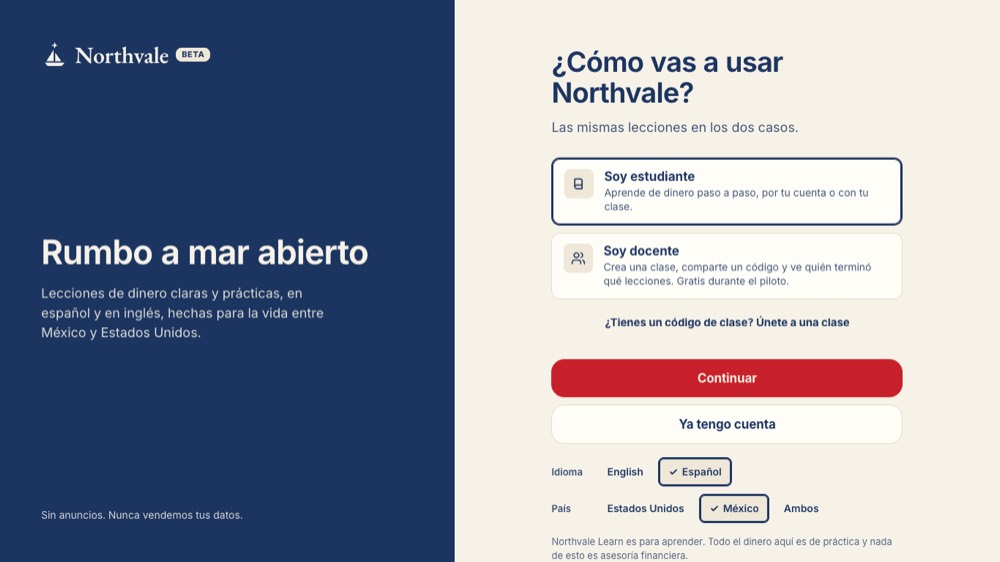 Northvale BETA
Rumbo a mar abierto
Lecciones de dinero claras y prácticas, en
español y en inglés, hechas para la vida entre
México y Estados Unidos.
Sin anuncios. Nunca vendemos tus datos.
¿Cómo vas a usar
Northvale?
Las mismas lecciones en los dos casos.
Soy estudiante
Aprende de dinero paso a paso, por tu cuenta o con tu
clase.
Soy docente
Crea una clase, comparte un código y ve quién terminó
qué lecciones. Gratis durante el piloto.
¿Tienes un código de clase? Únete a una clase
Continuar
Ya tengo cuenta
Idioma English ✓ Español
País Estados Unidos ✓ México Ambos
Northvale Learn es para aprender. Todo el dinero aquí es de práctica y nada
de esto es asesoría financiera.